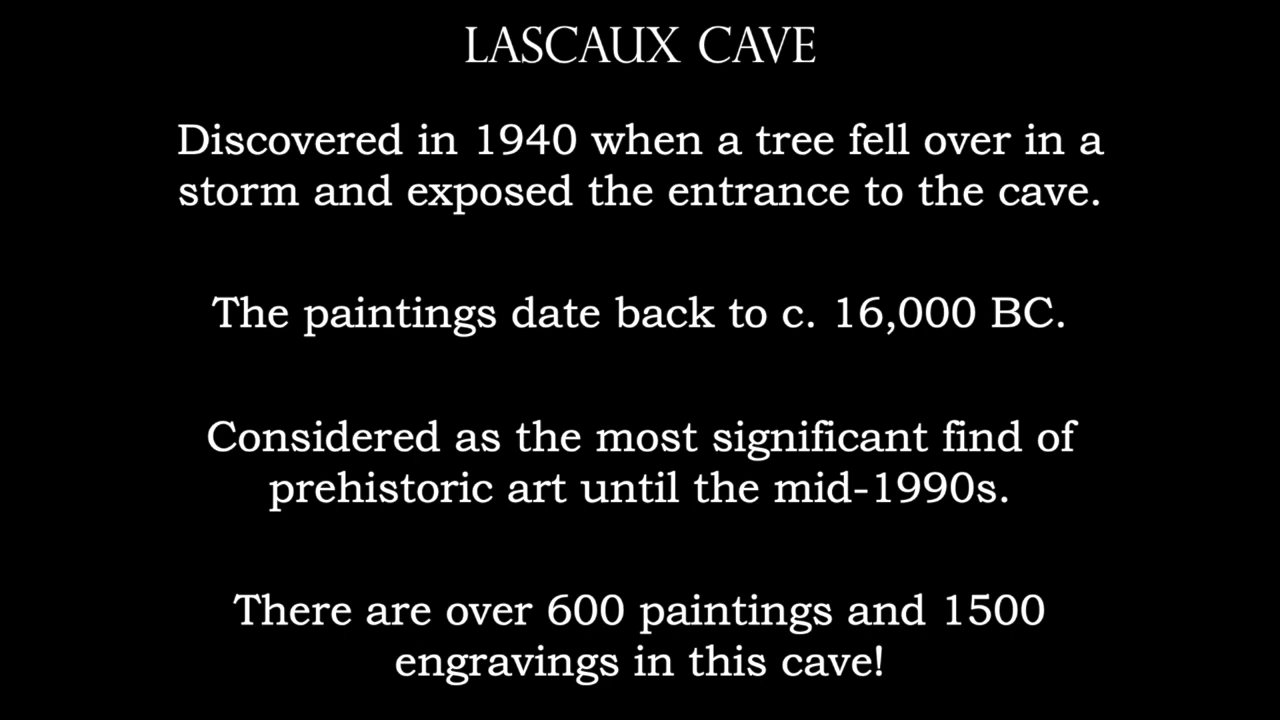 LASCAUX CAVE
Discovered in 1940 when a tree fell over in a
storm and exposed the entrance to the cave.
The paintings date back to c. 16,000 BC.
Considered as the most significant find of
prehistoric art until the mid-1990s.
There are over 600 paintings and 1500
engravings in this cave!